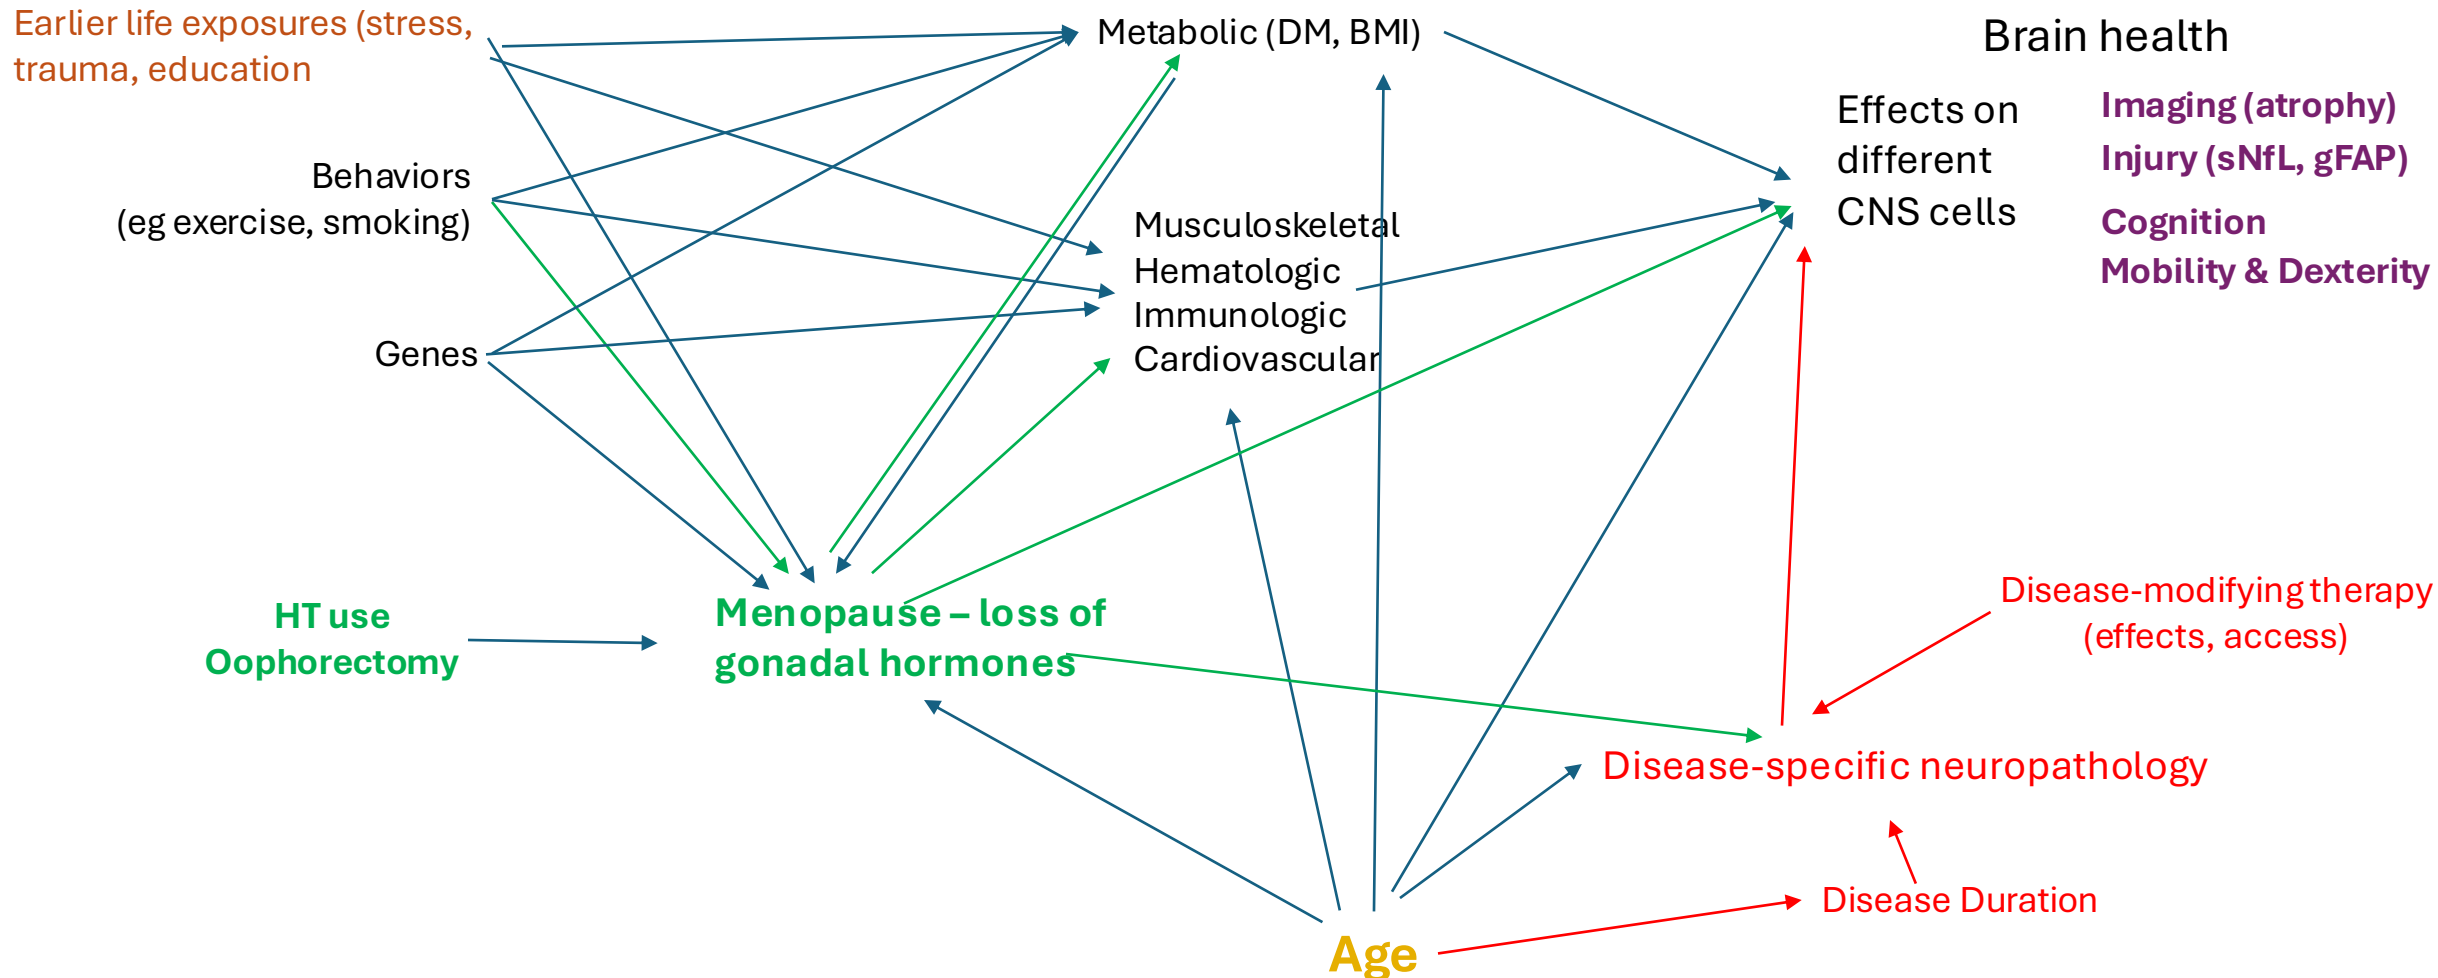 Earlier life exposures (stress,
trauma, education
Metabolic (DM, BMI)
Brain health
Effects on
different
CNS cells
Imaging (atrophy)
Injury (sNfL, gFAP)
Cognition
Mobility & Dexterity
Behaviors
(eg exercise, smoking)
Musculoskeletal
Hematologic
Immunologic
Cardiovascular
Genes
HT use
Oophorectomy
Menopause – loss of
gonadal hormones
Disease-modifying therapy
(effects, access)
Disease-specific neuropathology
Disease Duration
Age